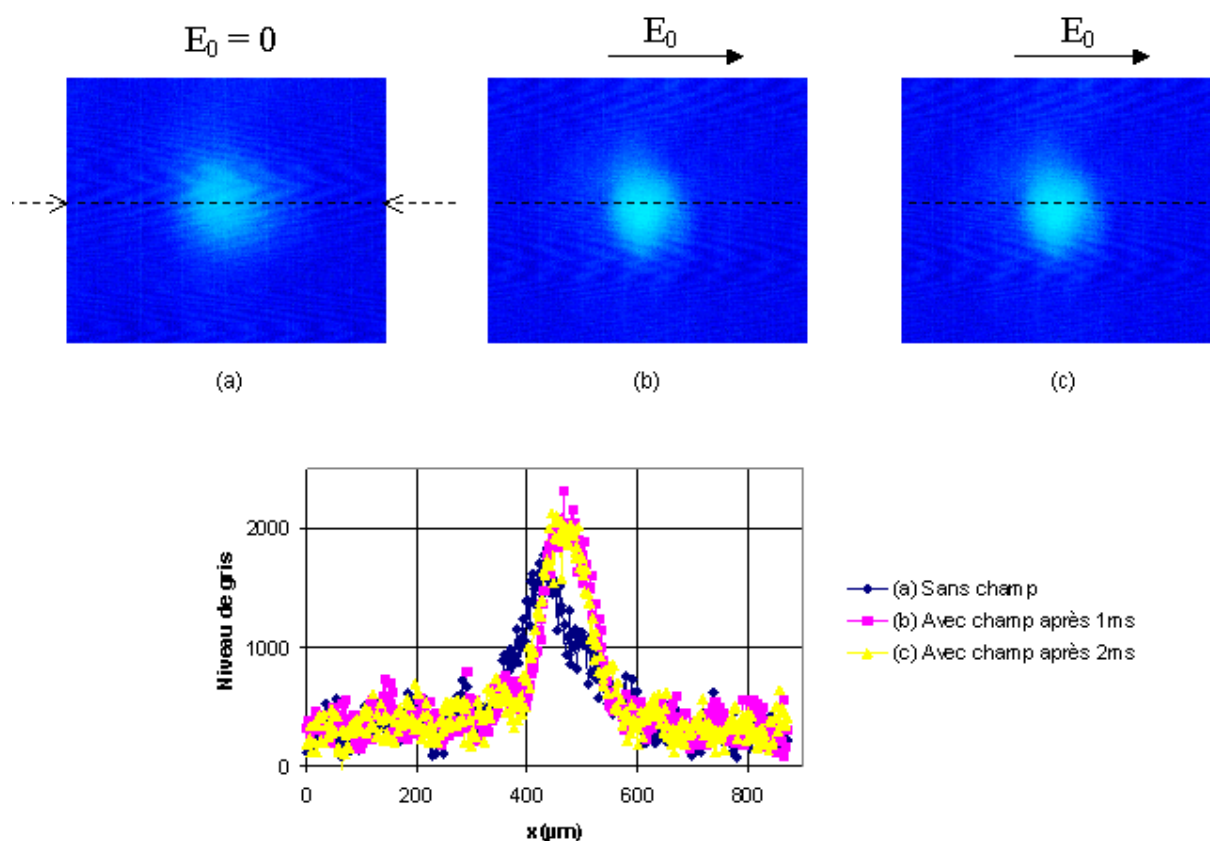 E₀ = 0
E₀
E₀
(a)
(b)
(c)
Niveau de gris
2000
1000
0
0
200
400
600
800
x (µm)
(a) Sans champ
(b) Avec champ après 1ms
(c) Avec champ après 2ms